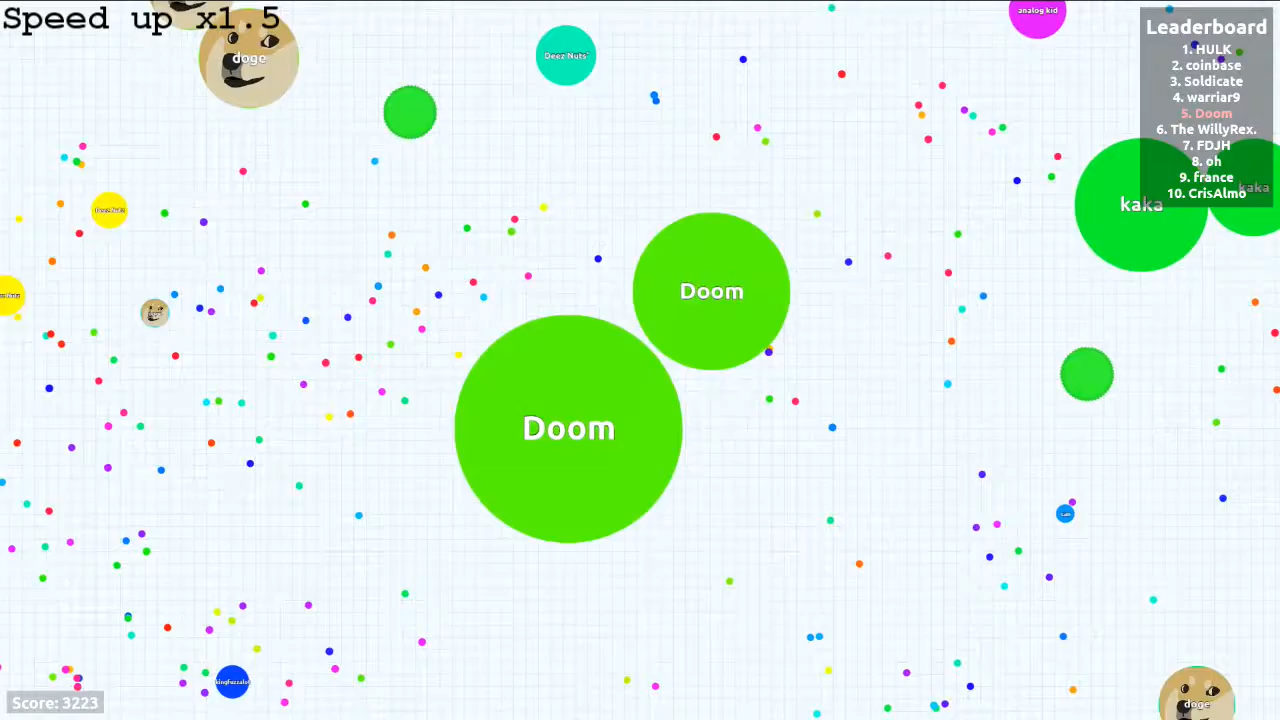 Speed up x1.5
analog kid
Leaderboard
1. HULK
2. coinbase
3. Soldicate
4. warriar9
5. Doom
6. The WillyRex.
7. FDJH
8. oh
9. france
10. CrisAlmo
doge
Deez Nuts'
kaka
kaka
Doom
Doom
doge
Score: 3223